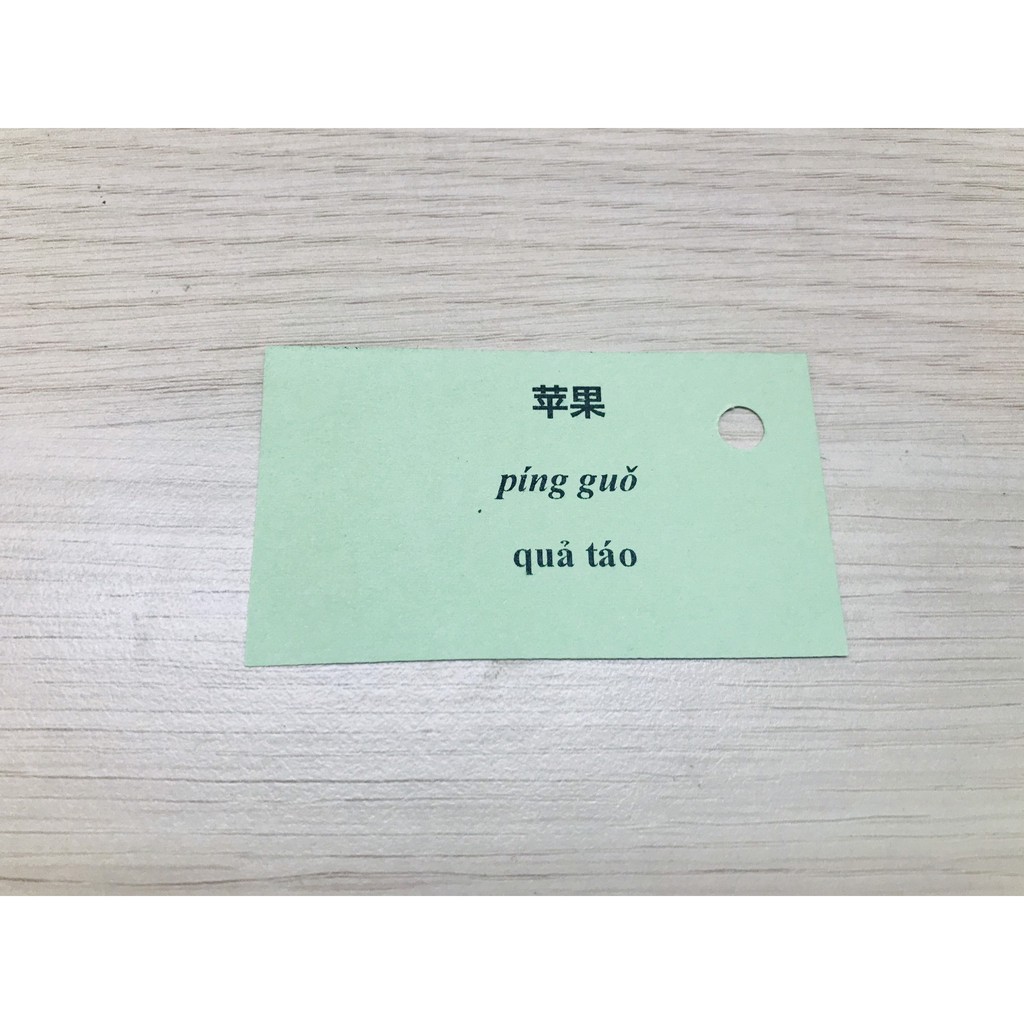 苹果
píng guǒ
quả táo